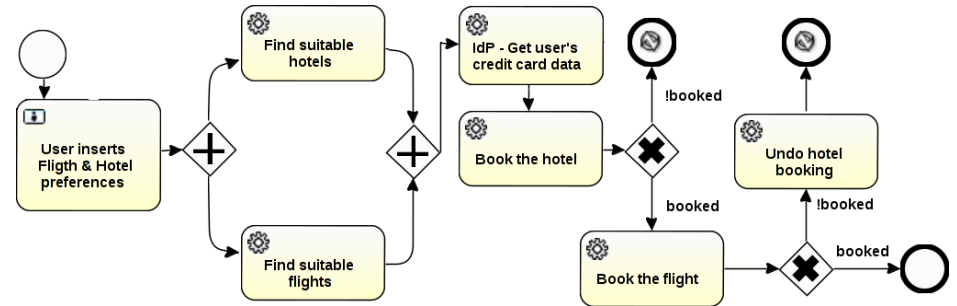 User inserts
Fligth & Hotel
preferences
Find suitable
hotels
Find suitable
flights
IdP - Get user's
credit card data
Book the hotel
!booked
booked
Book the flight
Undo hotel
booking
!booked
booked